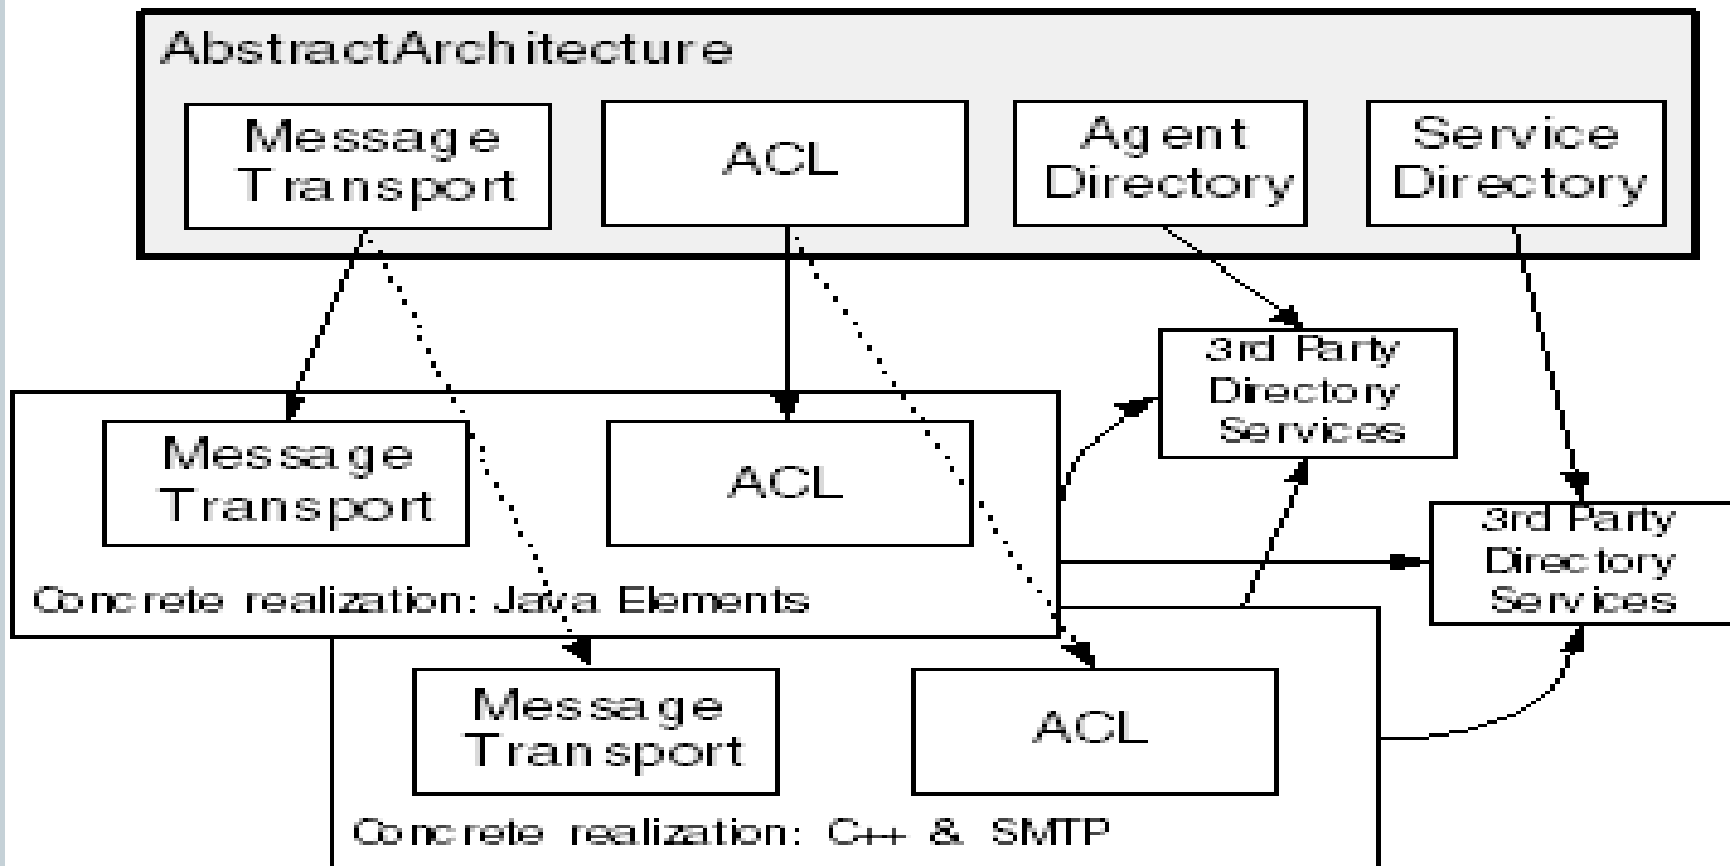 AbstractArchitecture
Message
Transport
ACL
Agent
Directory
Service
Directory
3rd Party
Directory
Services
Message
Transport
ACL
3rd Party
Directory
Services
Concrete realization: Java Elements
Message
Transport
ACL
Concrete realization: C++ & SMTP